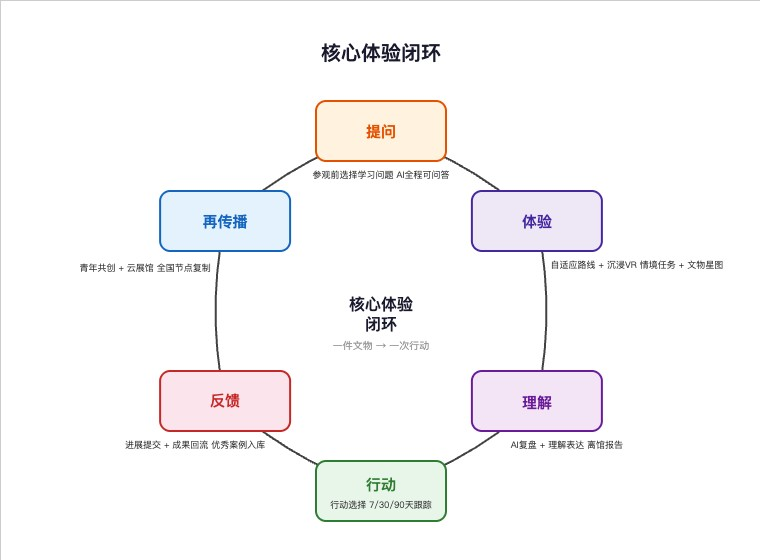 核心体验闭环
提问
参观前选择学习问题 AI全程可问答
再传播
体验
青年共创 + 云展馆 全国节点复制
自适应路线 + 沉浸VR 情境任务 + 文物星图
核心体验
闭环
一件文物 → 一次行动
反馈
理解
进展提交 + 成果回流 优秀案例入库
AI复盘 + 理解表达 离馆报告
行动
行动选择 7/30/90天跟踪